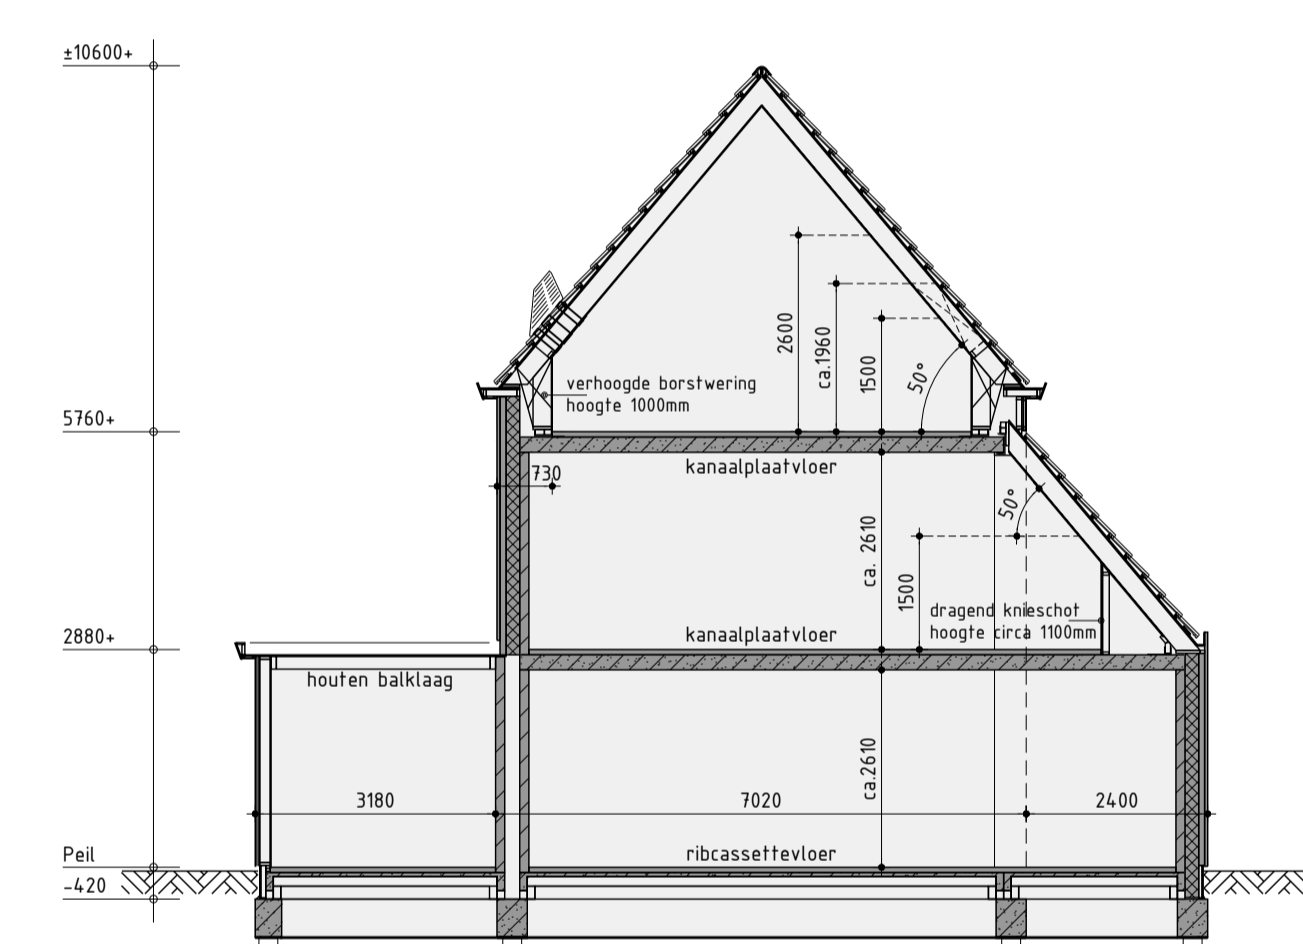 ±10600+
2600
ca.1960
1500
50°
verhoogde borstwering
hoogte 1000mm
5760+
kanaalplaatvloer
730
50°
ca. 2610
1500
dragend knieschot
hoogte circa 1100mm
2880+
kanaalplaatvloer
houten balklaag
ca.2610
3180
7020
2400
Peil
ribcassettevloer
-420